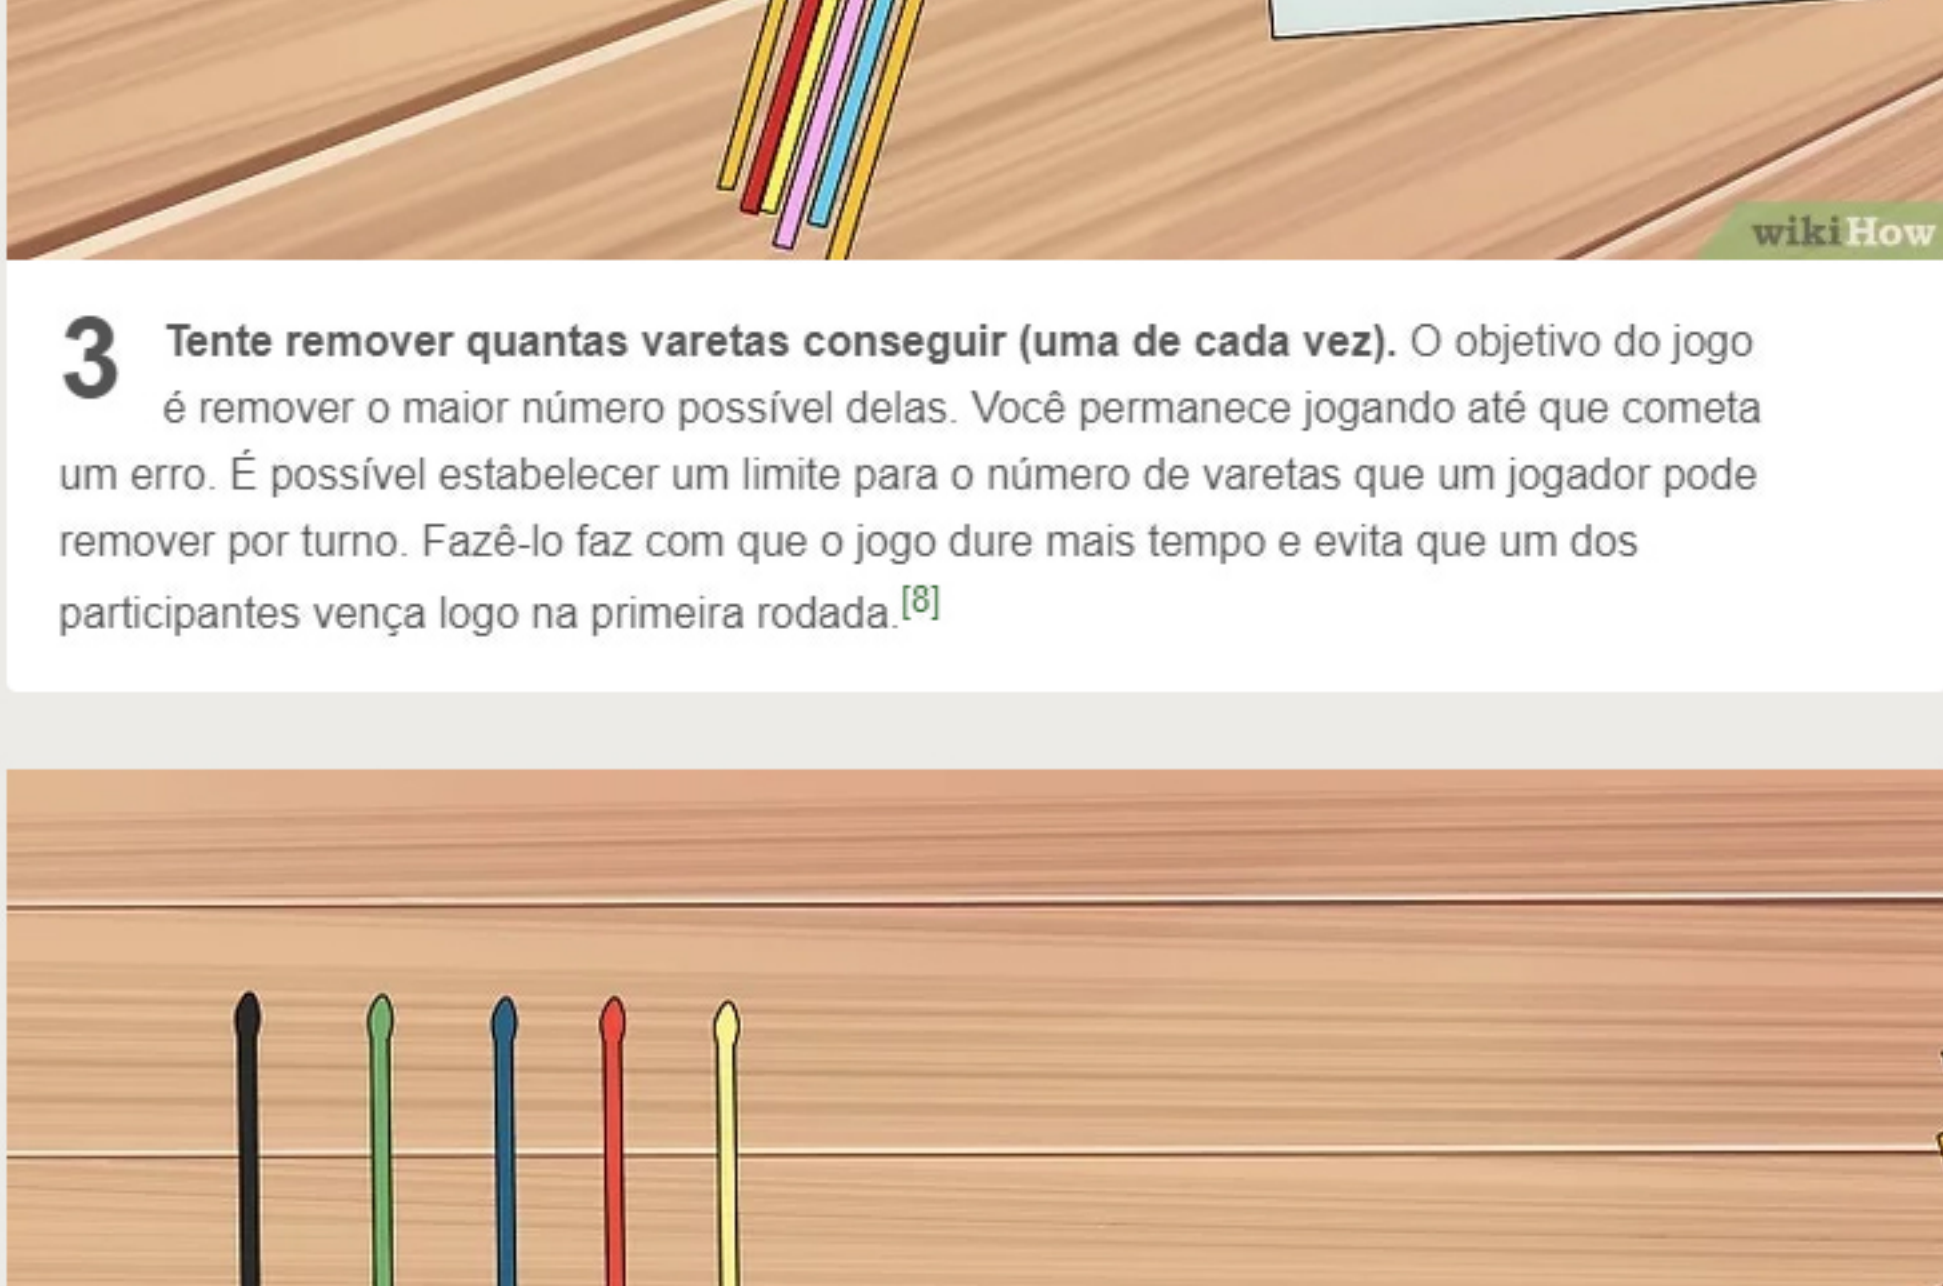 wikiHow
3 Tente remover quantas varetas conseguir (uma de cada vez). O objetivo do jogo
é remover o maior número possível delas. Você permanece jogando até que cometa
um erro. É possível estabelecer um limite para o número de varetas que um jogador pode
remover por turno. Fazê-lo faz com que o jogo dure mais tempo e evita que um dos
participantes vença logo na primeira rodada.[8]